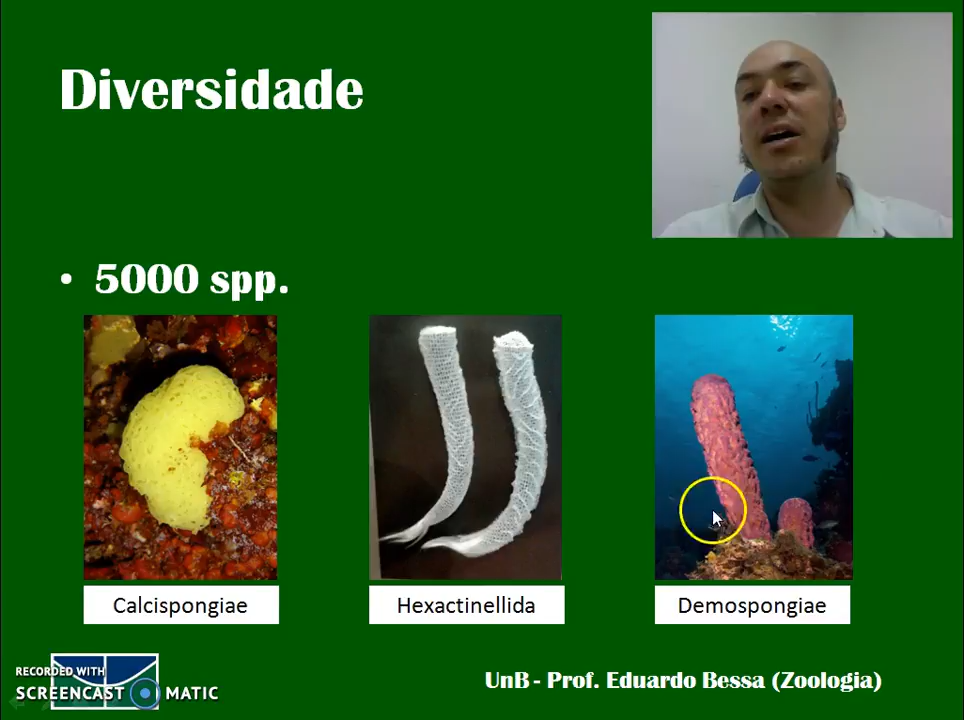 Diversidade
• 5000 spp.
Calcispongiae
Hexactinellida
Demospongiae
RECORDED WITH
SCREENCAST MATIC
UnB - Prof. Eduardo Bessa (Zoologia)